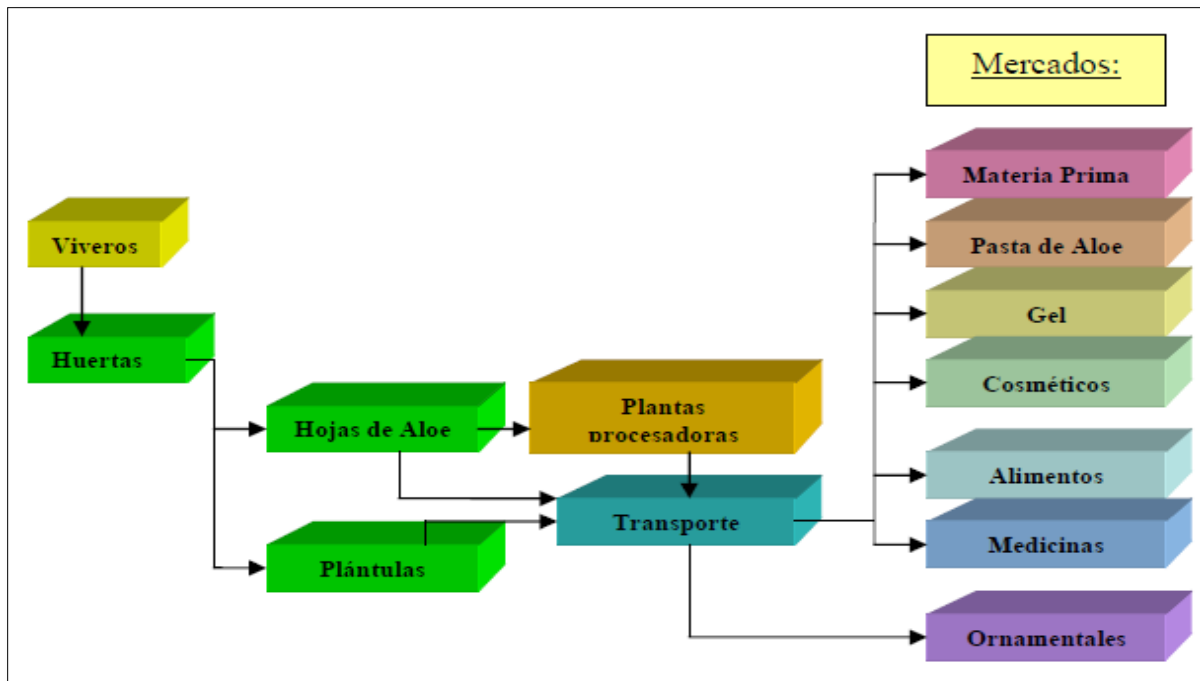 Mercados:
Materia Prima
Viveros
Pasta de Aloe
Gel
Huertas
Cosméticos
Hojas de Aloe
Plantas
procesadoras
Alimentos
Transporte
Medicinas
Plántulas
Ornamentales